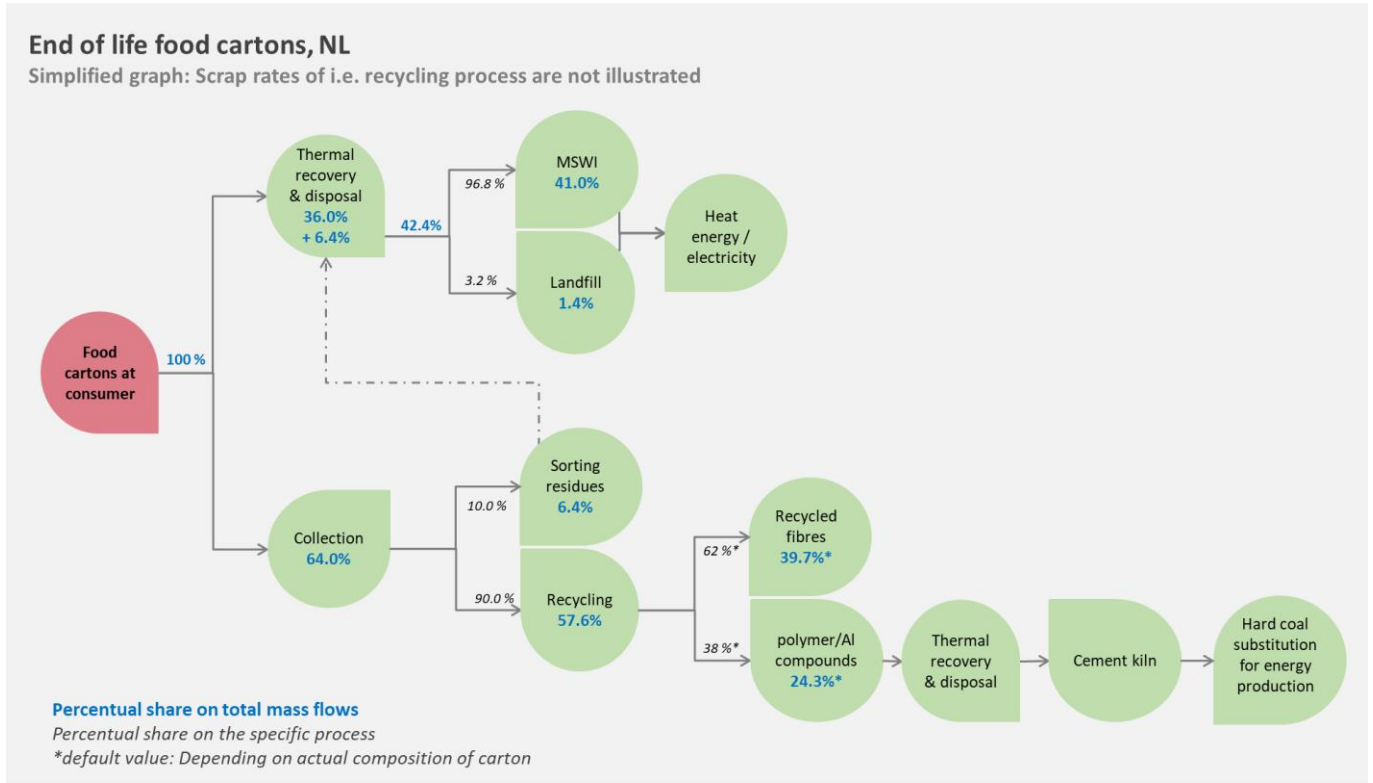 End of life food cartons, NL
Simplified graph: Scrap rates of i.e. recycling process are not illustrated
Food
cartons at
consumer
100 %
Thermal
recovery
& disposal
36.0%
+ 6.4%
42.4%
96.8 %
MSWI
41.0%
3.2 %
Landfill
1.4%
Heat
energy /
electricity
Collection
64.0%
10.0 %
Sorting
residues
6.4%
90.0 %
Recycling
57.6%
62 %*
Recycled
fibres
39.7%*
38 %*
polymer/Al
compounds
24.3%*
Thermal
recovery
& disposal
Cement kiln
Hard coal
substitution
for energy
production
Percentual share on total mass flows
Percentual share on the specific process
*default value: Depending on actual composition of carton